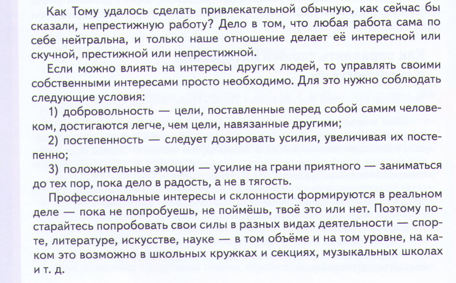 Как Тому удалось сделать привлекательной обычную, как сейчас бы
сказали, непрестижную работу? Дело в том, что любая работа сама по
себе нейтральна, и только наше отношение делает её интересной или
скучной, престижной или непрестижной.
Если можно влиять на интересы других людей, то управлять своими
собственными интересами просто необходимо. Для этого нужно соблюдать
следующие условия:
1) добровольность — цели, поставленные перед собой самим челове-
ком, достигаются легче, чем цели, навязанные другими;
2) постепенность — следует дозировать усилия, увеличивая их посте-
пенно;
3) положительные эмоции — усилие на грани приятного — заниматься
до тех пор, пока дело в радость, а не в тягость.
Профессиональные интересы и склонности формируются в реальном
деле — пока не попробуешь, не поймёшь, твоё это или нет. Поэтому по-
старайтесь попробовать свои силы в разных видах деятельности — спор-
те, литературе, искусстве, науке — в том объёме и на том уровне, на ка-
ком это возможно в школьных кружках и секциях, музыкальных школах
и т. д.